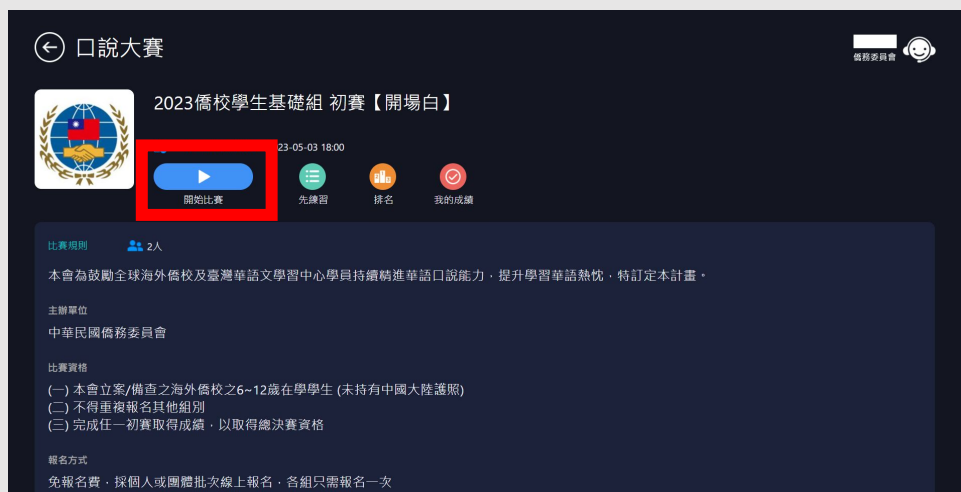 口說大賽
僑務委員會
2023僑校學生基礎組 初賽【開場白】
23-05-03 18:00
開始比賽
先練習
排名
我的成績
比賽規則
2人
本會為鼓勵全球海外僑校及臺灣華語文學習中心學員持續精進華語口說能力，提升學習華語熱忱，特訂定本計畫。
主辦單位
中華民國僑務委員會
比賽資格
(一) 本會立案/備查之海外僑校之6~12歲在學學生 (未持有中國大陸護照)
(二) 不得重複報名其他組別
(三) 完成任一初賽取得成績，以取得總決賽資格
報名方式
免報名費，採個人或團體批次線上報名，各組只需報名一次